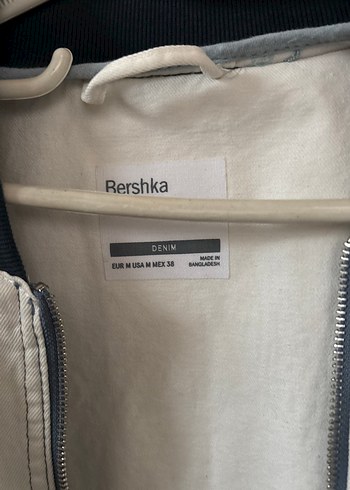 Bershka
DENIM
EUR M USA M MEX 38
MADE IN
BANGLADESH